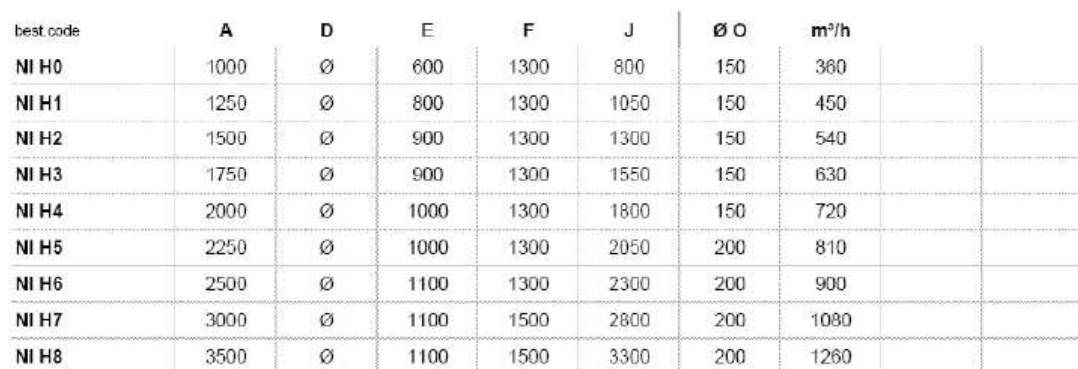 best.code A D E F J Ø O m³/h
NI H0 1000 Ø 600 1300 800 150 360
NI H1 1250 Ø 800 1300 1050 150 450
NI H2 1500 Ø 900 1300 1300 150 540
NI H3 1750 Ø 900 1300 1550 150 630
NI H4 2000 Ø 1000 1300 1800 150 720
NI H5 2250 Ø 1000 1300 2050 200 810
NI H6 2500 Ø 1100 1300 2300 200 900
NI H7 3000 Ø 1100 1500 2800 200 1080
NI H8 3500 Ø 1100 1500 3300 200 1260